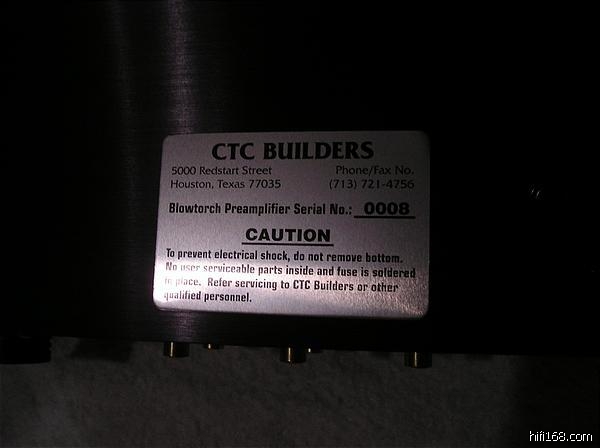 CTC BUILDERS
5000 Redstart Street Phone/Fax No.
Houston, Texas 77035 (713) 721-4756
Blowtorch Preamplifier Serial No.: 0008
CAUTION
To prevent electrical shock, do not remove bottom.
No user serviceable parts inside and fuse is soldered
in place. Refer servicing to CTC Builders or other
qualified personnel.
hifi168.com